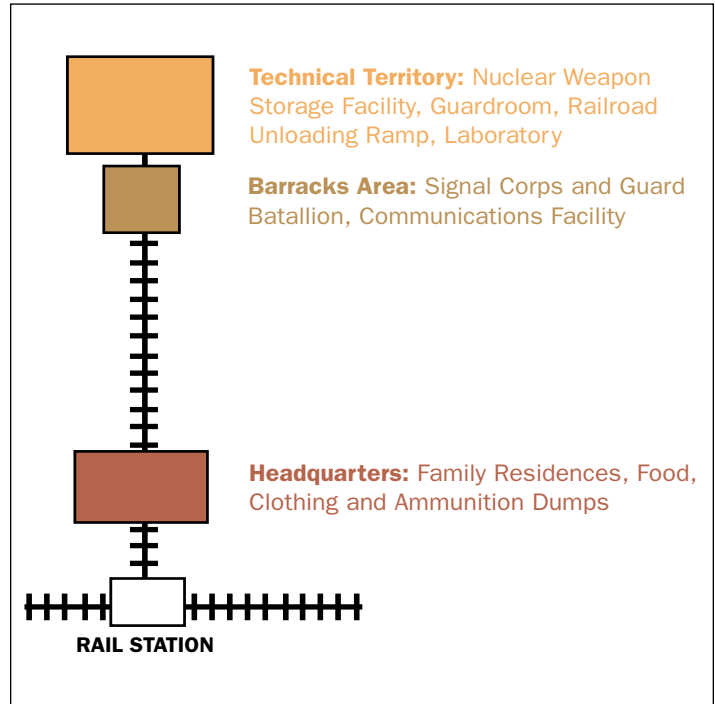 Technical Territory: Nuclear Weapon
Storage Facility, Guardroom, Railroad
Unloading Ramp, Laboratory
Barracks Area: Signal Corps and Guard
Batallion, Communications Facility
Headquarters: Family Residences, Food,
Clothing and Ammunition Dumps
RAIL STATION